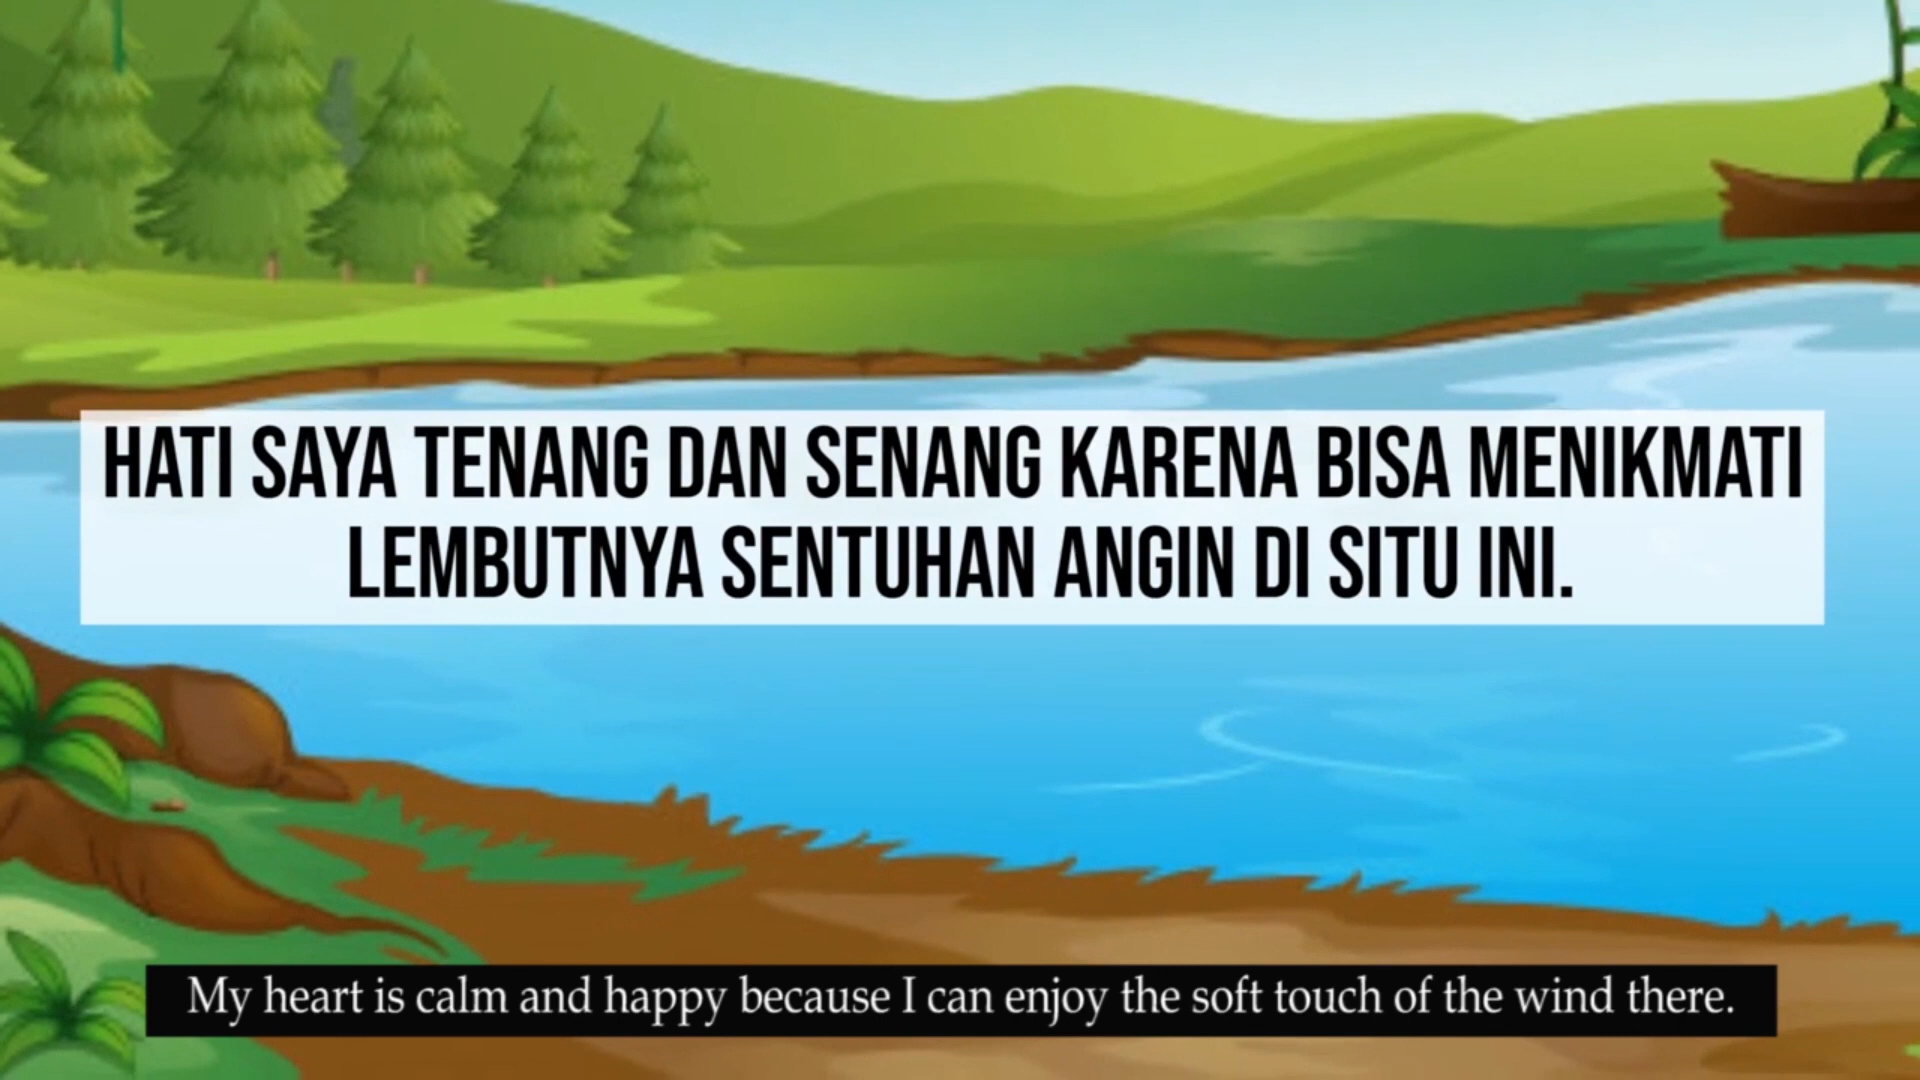 HATI SAYA TENANG DAN SENANG KARENA BISA MENIKMATI
LEMBUTNYA SENTUHAN ANGIN DI SITU INI.
My heart is calm and happy because I can enjoy the soft touch of the wind there.